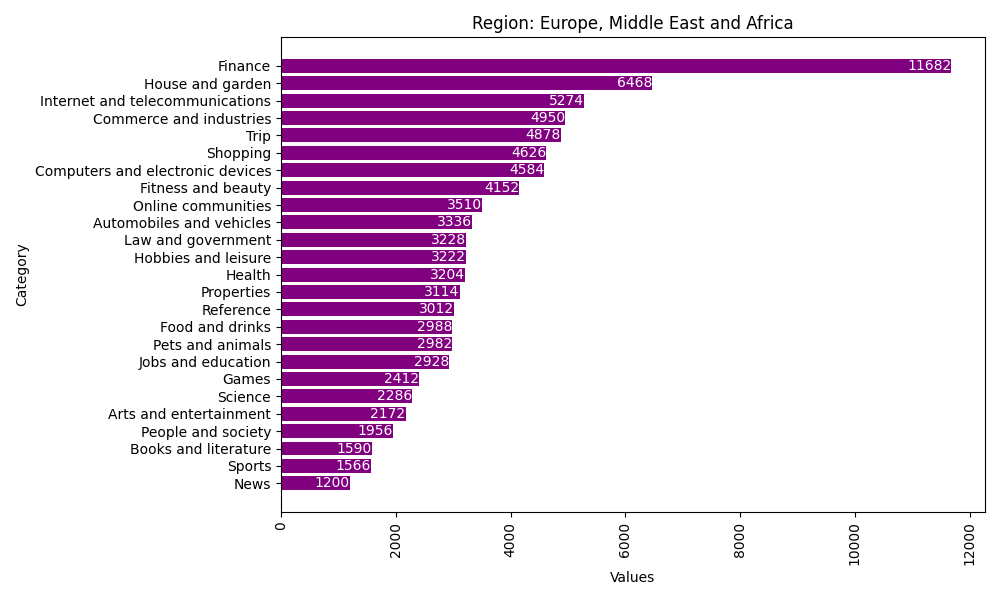 Region: Europe, Middle East and Africa
Category
Finance 11682
House and garden 6468
Internet and telecommunications 5274
Commerce and industries 4950
Trip 4878
Shopping 4626
Computers and electronic devices 4584
Fitness and beauty 4152
Online communities 3510
Automobiles and vehicles 3336
Law and government 3228
Hobbies and leisure 3222
Health 3204
Properties 3114
Reference 3012
Food and drinks 2988
Pets and animals 2982
Jobs and education 2928
Games 2412
Science 2286
Arts and entertainment 2172
People and society 1956
Books and literature 1590
Sports 1566
News 1200
0 2000 4000 6000 8000 10000 12000
Values